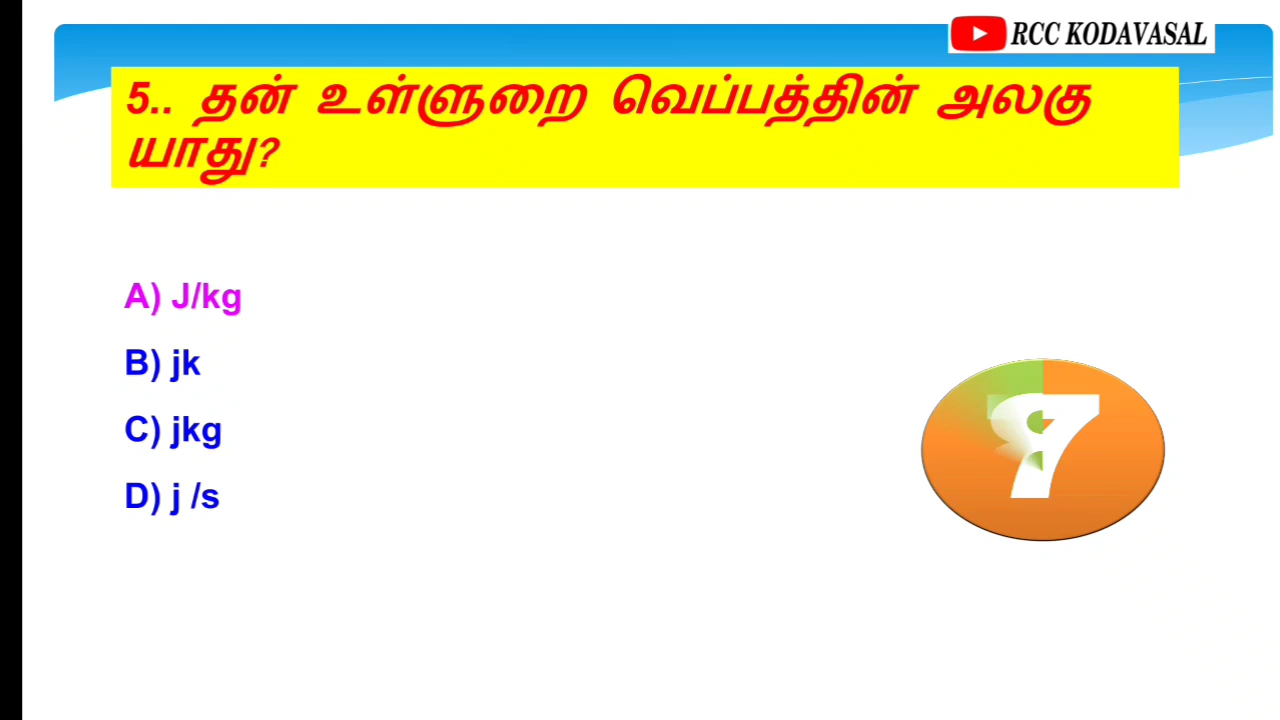 RCC KODAVASAL
5.. தன் உள்ளுறை வெப்பத்தின் அலகு
யாது?
A) J/kg
B) jk
C) jkg
D) j /s